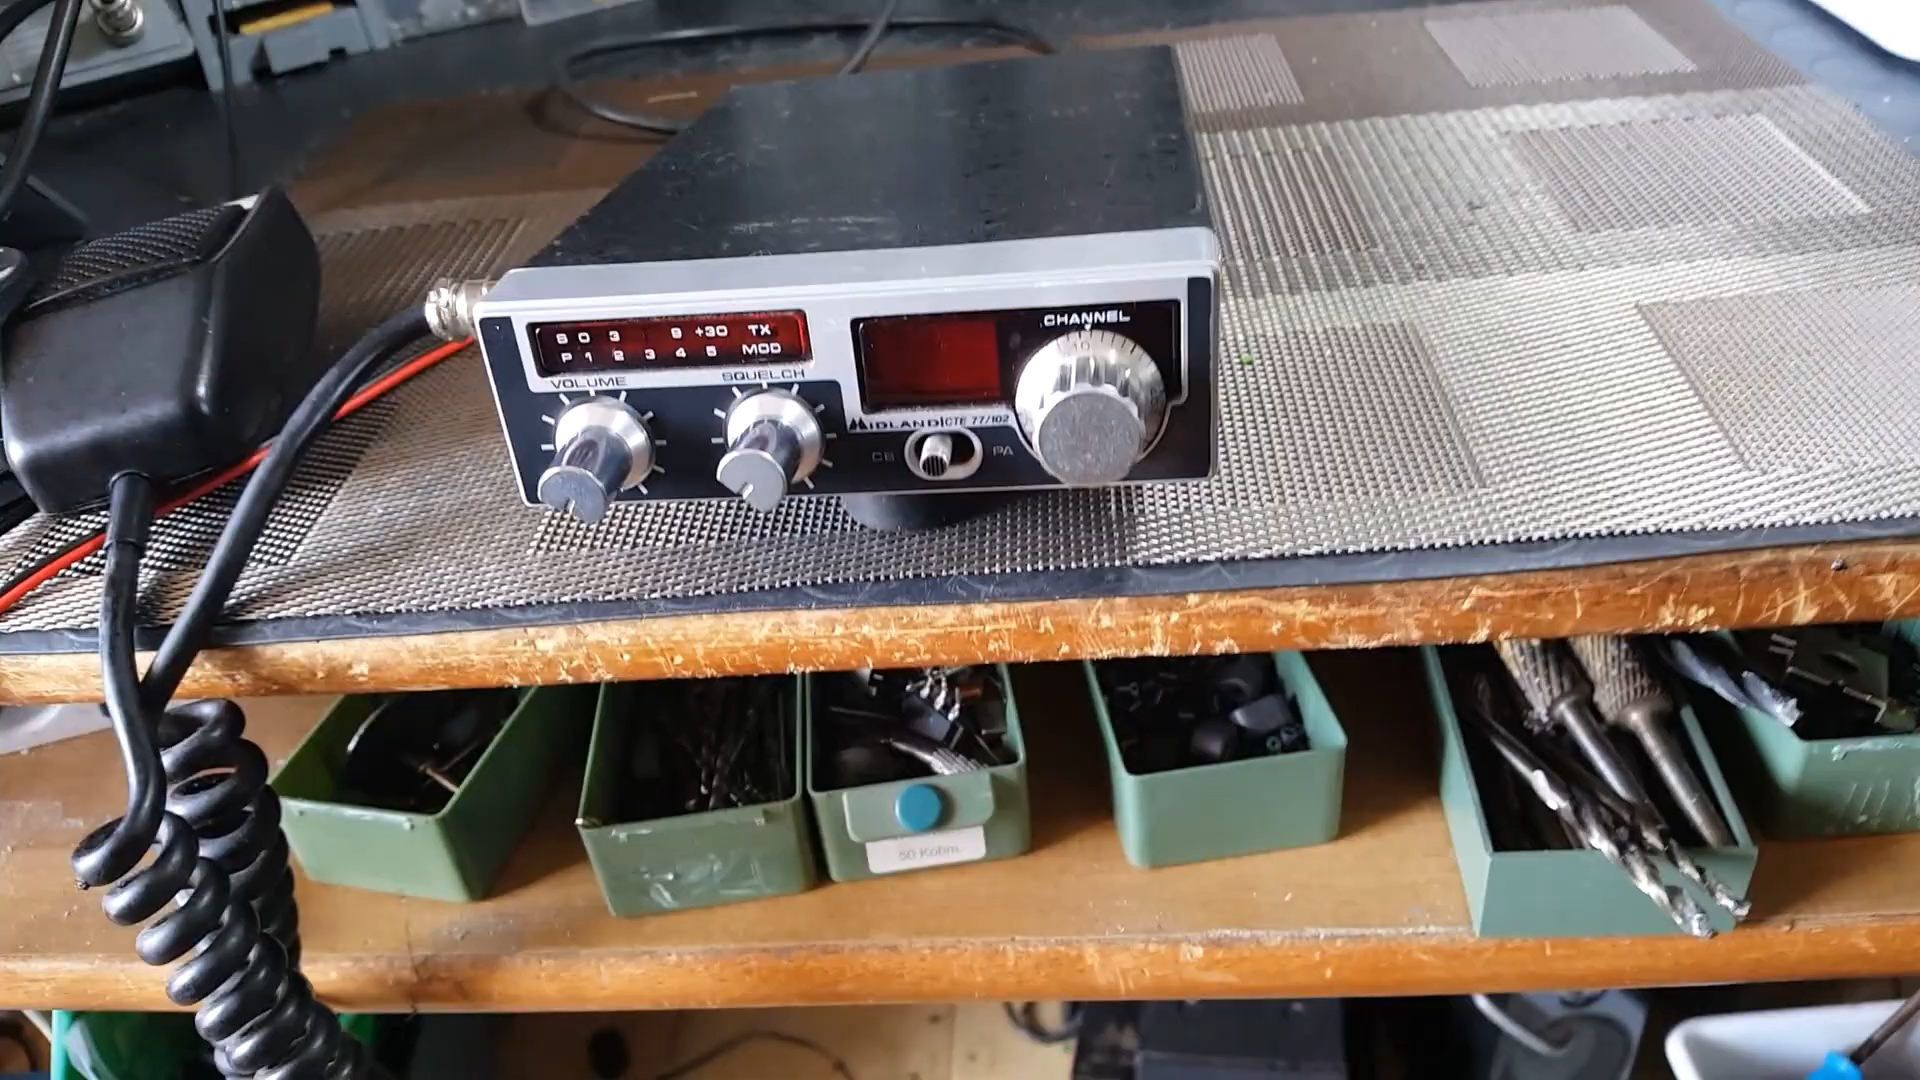 S 0 3 9 +30 TX
P 1 2 3 4 5 MOD
VOLUME
SQUELCH
CHANNEL
10
MIDLAND CTE 77/102
CB
PA
50 Kohm.